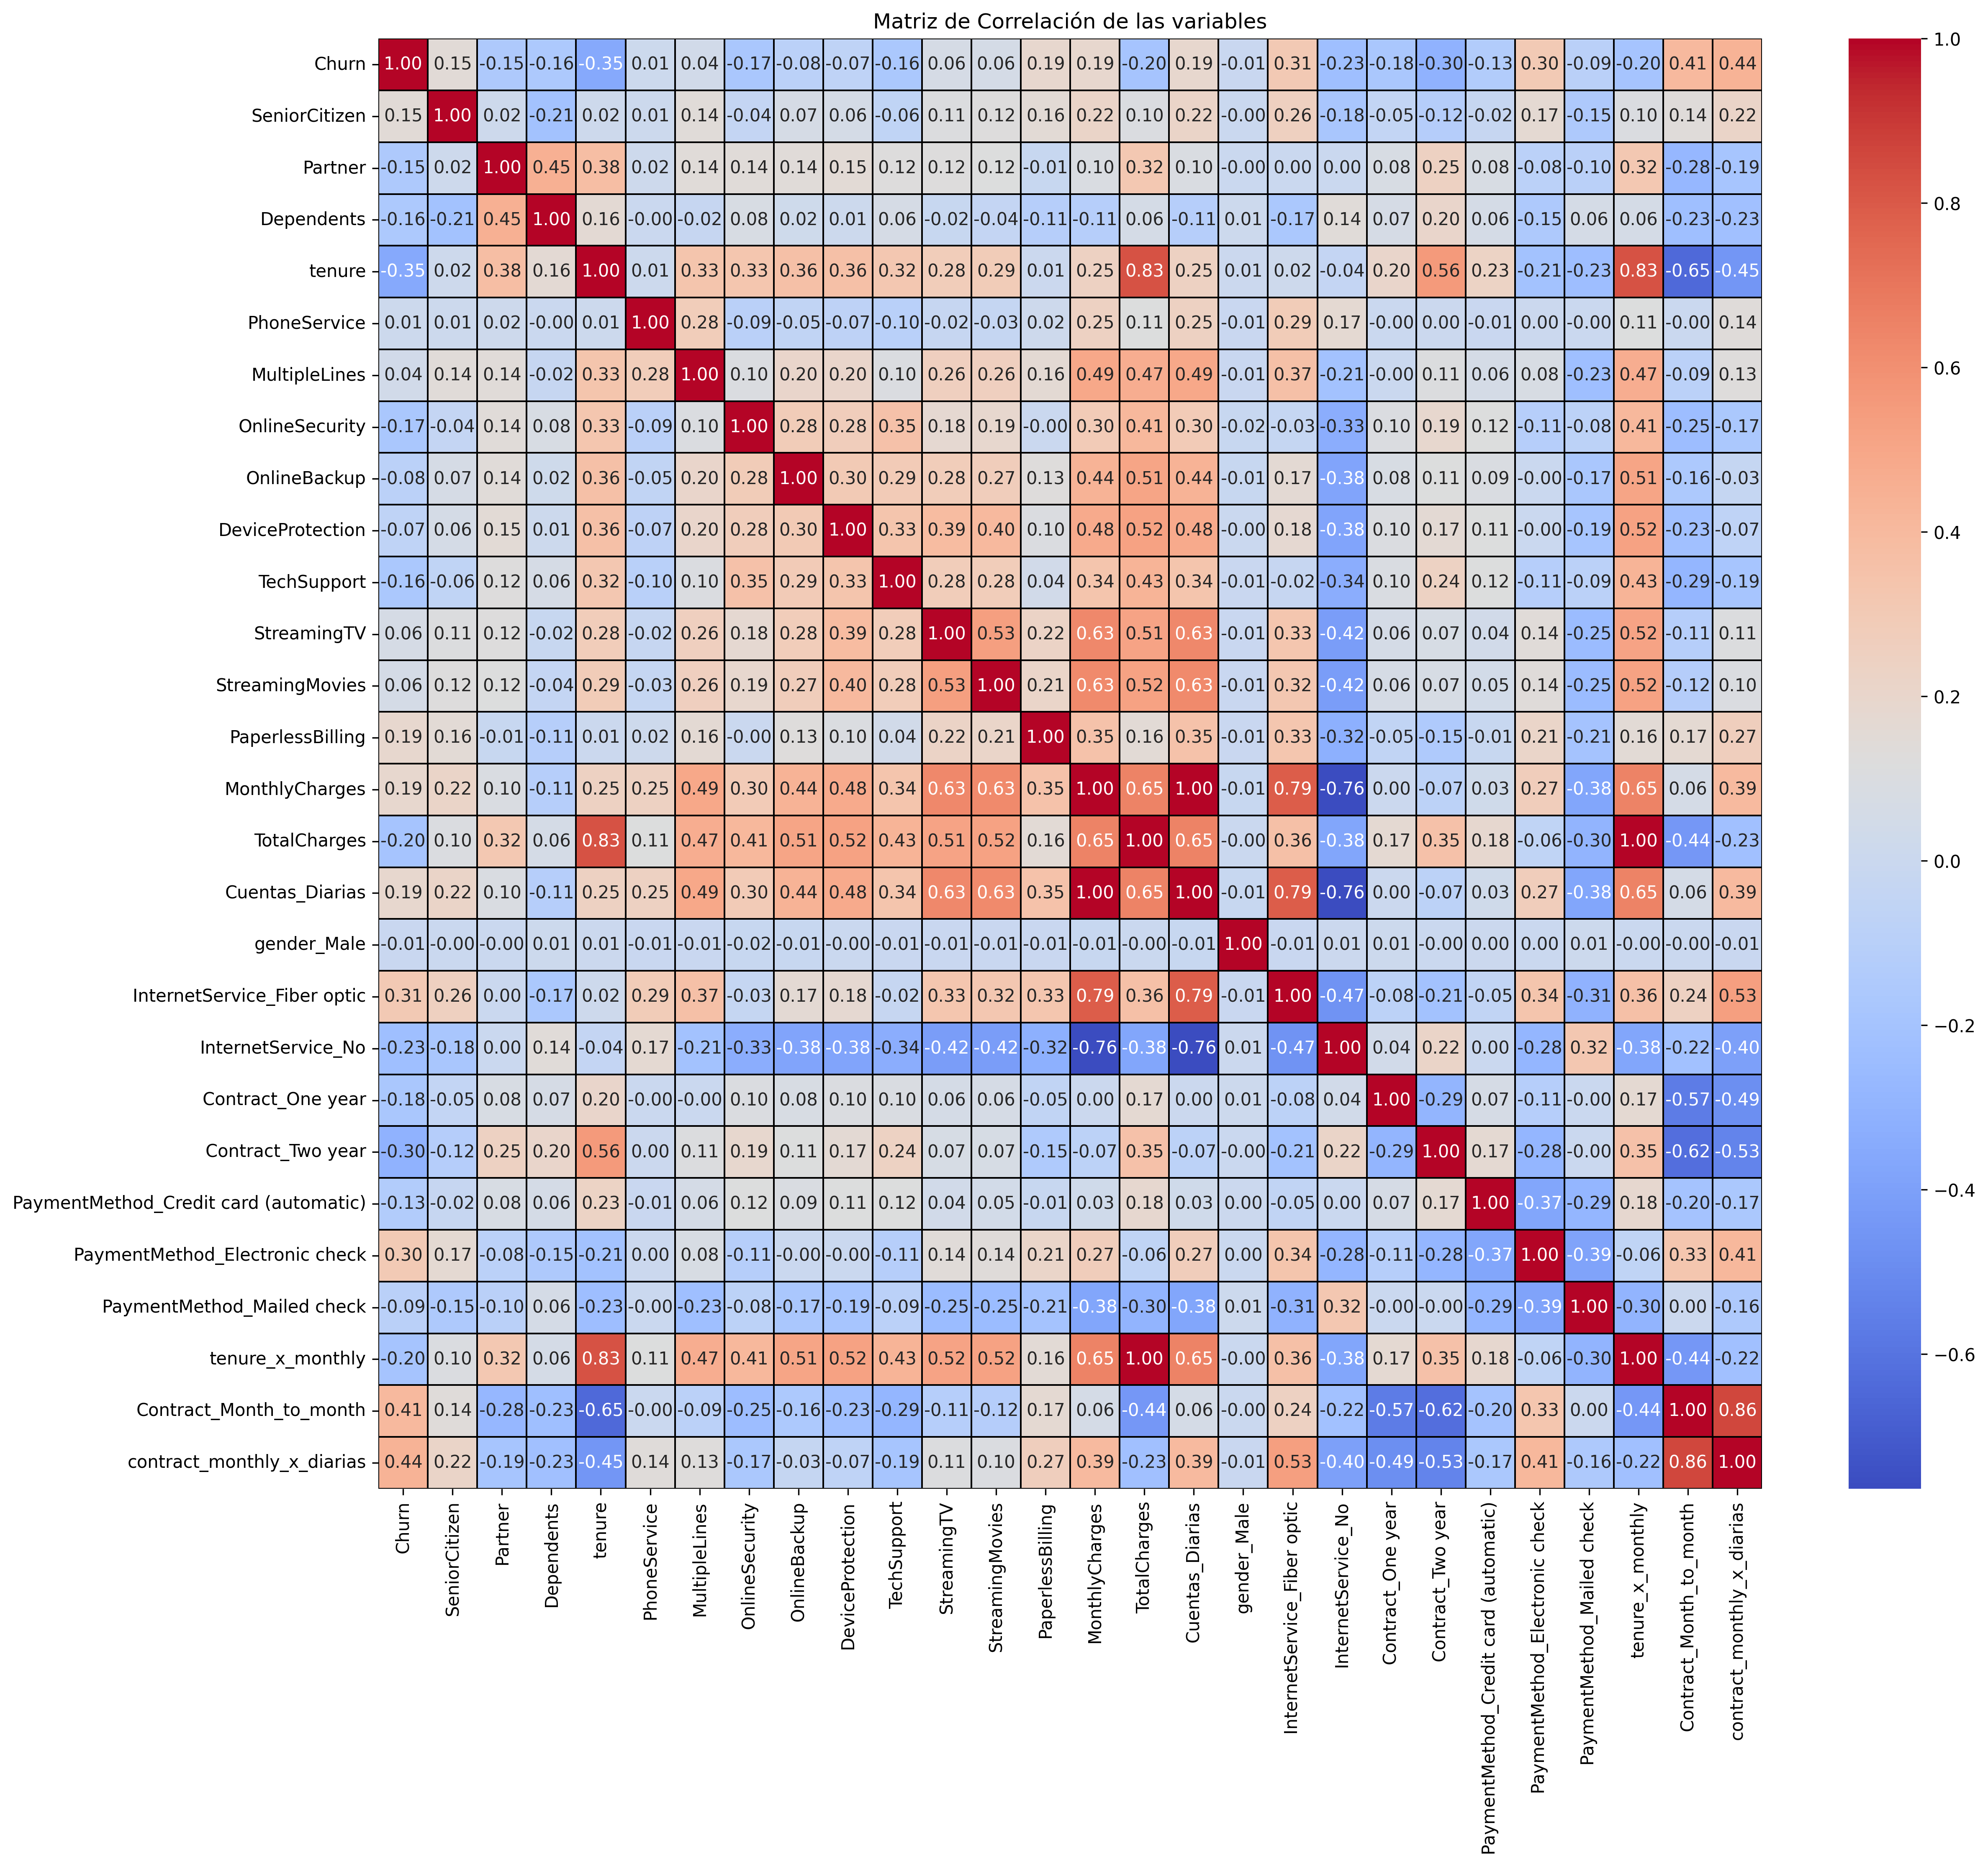 Matriz de Correlación de las variables
Churn 1.00 0.15 -0.15 -0.16 -0.35 0.01 0.04 -0.17 -0.08 -0.07 -0.16 0.06 0.06 0.19 0.19 -0.20 0.19 -0.01 0.31 -0.23 -0.18 -0.30 -0.13 0.30 -0.09 -0.20 0.41 0.44
SeniorCitizen 0.15 1.00 0.02 -0.21 0.02 0.01 0.14 -0.04 0.07 0.06 -0.06 0.11 0.12 0.16 0.22 0.10 0.22 -0.00 0.26 -0.18 -0.05 -0.12 -0.02 0.17 -0.15 0.10 0.14 0.22
Partner -0.15 0.02 1.00 0.45 0.38 0.02 0.14 0.14 0.14 0.15 0.12 0.12 0.12 -0.01 0.10 0.32 0.10 -0.00 0.00 0.00 0.08 0.25 0.08 -0.08 -0.10 0.32 -0.28 -0.19
Dependents -0.16 -0.21 0.45 1.00 0.16 -0.00 -0.02 0.08 0.02 0.01 0.06 -0.02 -0.04 -0.11 -0.11 0.06 -0.11 0.01 -0.17 0.14 0.07 0.20 0.06 -0.15 0.06 0.06 -0.23 -0.23
tenure -0.35 0.02 0.38 0.16 1.00 0.01 0.33 0.33 0.36 0.36 0.32 0.28 0.29 0.01 0.25 0.83 0.25 0.01 0.02 -0.04 0.20 0.56 0.23 -0.21 -0.23 0.83 -0.65 -0.45
PhoneService 0.01 0.01 0.02 -0.00 0.01 1.00 0.28 -0.09 -0.05 -0.07 -0.10 -0.02 -0.03 0.02 0.25 0.11 0.25 -0.01 0.29 0.17 -0.00 0.00 -0.01 0.00 -0.00 0.11 -0.00 0.14
MultipleLines 0.04 0.14 0.14 -0.02 0.33 0.28 1.00 0.10 0.20 0.20 0.10 0.26 0.26 0.16 0.49 0.47 0.49 -0.01 0.37 -0.21 -0.00 0.11 0.06 0.08 -0.23 0.47 -0.09 0.13
OnlineSecurity -0.17 -0.04 0.14 0.08 0.33 -0.09 0.10 1.00 0.28 0.28 0.35 0.18 0.19 -0.00 0.30 0.41 0.30 -0.02 -0.03 -0.33 0.10 0.19 0.12 -0.11 -0.08 0.41 -0.25 -0.17
OnlineBackup -0.08 0.07 0.14 0.02 0.36 -0.05 0.20 0.28 1.00 0.30 0.29 0.28 0.27 0.13 0.44 0.51 0.44 -0.01 0.17 -0.38 0.08 0.11 0.09 -0.00 -0.17 0.51 -0.16 -0.03
DeviceProtection -0.07 0.06 0.15 0.01 0.36 -0.07 0.20 0.28 0.30 1.00 0.33 0.39 0.40 0.10 0.48 0.52 0.48 -0.00 0.18 -0.38 0.10 0.17 0.11 -0.00 -0.19 0.52 -0.23 -0.07
TechSupport -0.16 -0.06 0.12 0.06 0.32 -0.10 0.10 0.35 0.29 0.33 1.00 0.28 0.28 0.04 0.34 0.43 0.34 -0.01 -0.02 -0.34 0.10 0.24 0.12 -0.11 -0.09 0.43 -0.29 -0.19
StreamingTV 0.06 0.11 0.12 -0.02 0.28 -0.02 0.26 0.18 0.28 0.39 0.28 1.00 0.53 0.22 0.63 0.51 0.63 -0.01 0.33 -0.42 0.06 0.07 0.04 0.14 -0.25 0.52 -0.11 0.11
StreamingMovies 0.06 0.12 0.12 -0.04 0.29 -0.03 0.26 0.19 0.27 0.40 0.28 0.53 1.00 0.21 0.63 0.52 0.63 -0.01 0.32 -0.42 0.06 0.07 0.05 0.14 -0.25 0.52 -0.12 0.10
PaperlessBilling 0.19 0.16 -0.01 -0.11 0.01 0.02 0.16 -0.00 0.13 0.10 0.04 0.22 0.21 1.00 0.35 0.16 0.35 -0.01 0.33 -0.32 -0.05 -0.15 -0.01 0.21 -0.21 0.16 0.17 0.27
MonthlyCharges 0.19 0.22 0.10 -0.11 0.25 0.25 0.49 0.30 0.44 0.48 0.34 0.63 0.63 0.35 1.00 0.65 1.00 -0.01 0.79 -0.76 0.00 -0.07 0.03 0.27 -0.38 0.65 0.06 0.39
TotalCharges -0.20 0.10 0.32 0.06 0.83 0.11 0.47 0.41 0.51 0.52 0.43 0.51 0.52 0.16 0.65 1.00 0.65 -0.00 0.36 -0.38 0.17 0.35 0.18 -0.06 -0.30 1.00 -0.44 -0.23
Cuentas_Diarias 0.19 0.22 0.10 -0.11 0.25 0.25 0.49 0.30 0.44 0.48 0.34 0.63 0.63 0.35 1.00 0.65 1.00 -0.01 0.79 -0.76 0.00 -0.07 0.03 0.27 -0.38 0.65 0.06 0.39
gender_Male -0.01 -0.00 -0.00 0.01 0.01 -0.01 -0.01 -0.02 -0.01 -0.00 -0.01 -0.01 -0.01 -0.01 -0.01 -0.00 -0.01 1.00 -0.01 0.01 0.01 -0.00 0.00 0.00 0.01 -0.00 -0.00 -0.01
InternetService_Fiber optic 0.31 0.26 0.00 -0.17 0.02 0.29 0.37 -0.03 0.17 0.18 -0.02 0.33 0.32 0.33 0.79 0.36 0.79 -0.01 1.00 -0.47 -0.08 -0.21 -0.05 0.34 -0.31 0.36 0.24 0.53
InternetService_No -0.23 -0.18 0.00 0.14 -0.04 0.17 -0.21 -0.33 -0.38 -0.38 -0.34 -0.42 -0.42 -0.32 -0.76 -0.38 -0.76 0.01 -0.47 1.00 0.04 0.22 0.00 -0.28 0.32 -0.38 -0.22 -0.40
Contract_One year -0.18 -0.05 0.08 0.07 0.20 -0.00 -0.00 0.10 0.08 0.10 0.10 0.06 0.06 -0.05 0.00 0.17 0.00 0.01 -0.08 0.04 1.00 -0.29 0.07 -0.11 -0.00 0.17 -0.57 -0.49
Contract_Two year -0.30 -0.12 0.25 0.20 0.56 0.00 0.11 0.19 0.11 0.17 0.24 0.07 0.07 -0.15 -0.07 0.35 -0.07 -0.00 -0.21 0.22 -0.29 1.00 0.17 -0.28 -0.00 0.35 -0.62 -0.53
PaymentMethod_Credit card (automatic) -0.13 -0.02 0.08 0.06 0.23 -0.01 0.06 0.12 0.09 0.11 0.12 0.04 0.05 -0.01 0.03 0.18 0.03 0.00 -0.05 0.00 0.07 0.17 1.00 -0.37 -0.29 0.18 -0.20 -0.17
PaymentMethod_Electronic check 0.30 0.17 -0.08 -0.15 -0.21 0.00 0.08 -0.11 -0.00 -0.00 -0.11 0.14 0.14 0.21 0.27 -0.06 0.27 0.00 0.34 -0.28 -0.11 -0.28 -0.37 1.00 -0.39 -0.06 0.33 0.41
PaymentMethod_Mailed check -0.09 -0.15 -0.10 0.06 -0.23 -0.00 -0.23 -0.08 -0.17 -0.19 -0.09 -0.25 -0.25 -0.21 -0.38 -0.30 -0.38 0.01 -0.31 0.32 -0.00 -0.00 -0.29 -0.39 1.00 -0.30 0.00 -0.16
tenure_x_monthly -0.20 0.10 0.32 0.06 0.83 0.11 0.47 0.41 0.51 0.52 0.43 0.52 0.52 0.16 0.65 1.00 0.65 -0.00 0.36 -0.38 0.17 0.35 0.18 -0.06 -0.30 1.00 -0.44 -0.22
Contract_Month_to_month 0.41 0.14 -0.28 -0.23 -0.65 -0.00 -0.09 -0.25 -0.16 -0.23 -0.29 -0.11 -0.12 0.17 0.06 -0.44 0.06 -0.00 0.24 -0.22 -0.57 -0.62 -0.20 0.33 0.00 -0.44 1.00 0.86
contract_monthly_x_diarias 0.44 0.22 -0.19 -0.23 -0.45 0.14 0.13 -0.17 -0.03 -0.07 -0.19 0.11 0.10 0.27 0.39 -0.23 0.39 -0.01 0.53 -0.40 -0.49 -0.53 -0.17 0.41 -0.16 -0.22 0.86 1.00
Churn
SeniorCitizen
Partner
Dependents
tenure
PhoneService
MultipleLines
OnlineSecurity
OnlineBackup
DeviceProtection
TechSupport
StreamingTV
StreamingMovies
PaperlessBilling
MonthlyCharges
TotalCharges
Cuentas_Diarias
gender_Male
InternetService_Fiber optic
InternetService_No
Contract_One year
Contract_Two year
PaymentMethod_Credit card (automatic)
PaymentMethod_Electronic check
PaymentMethod_Mailed check
tenure_x_monthly
Contract_Month_to_month
contract_monthly_x_diarias
1.0
0.8
0.6
0.4
0.2
0.0
−0.2
−0.4
−0.6